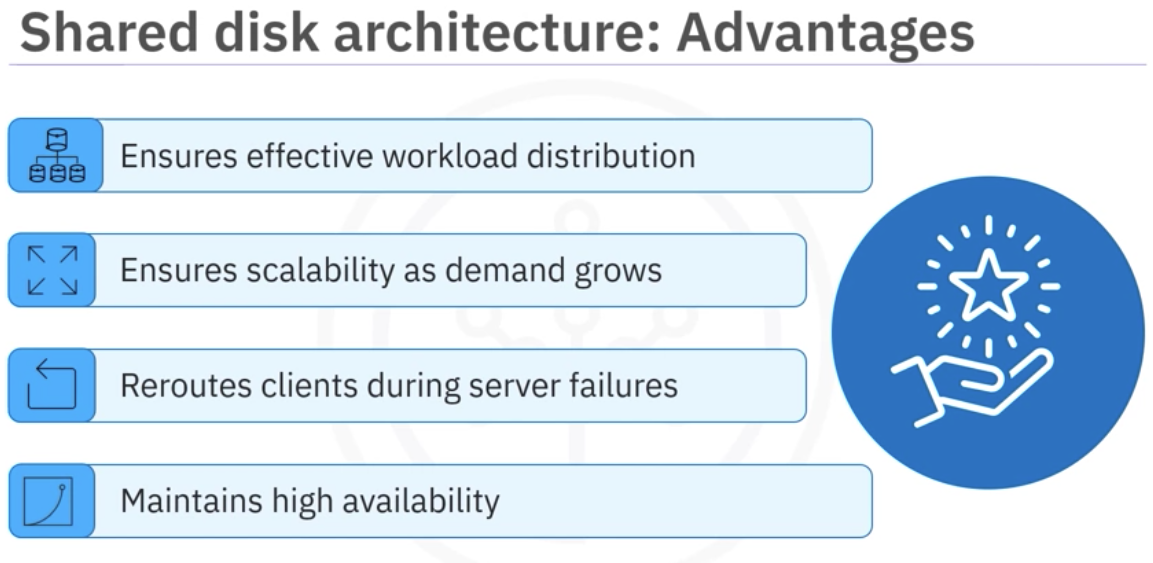 Shared disk architecture: Advantages
Ensures effective workload distribution
Ensures scalability as demand grows
Reroutes clients during server failures
Maintains high availability